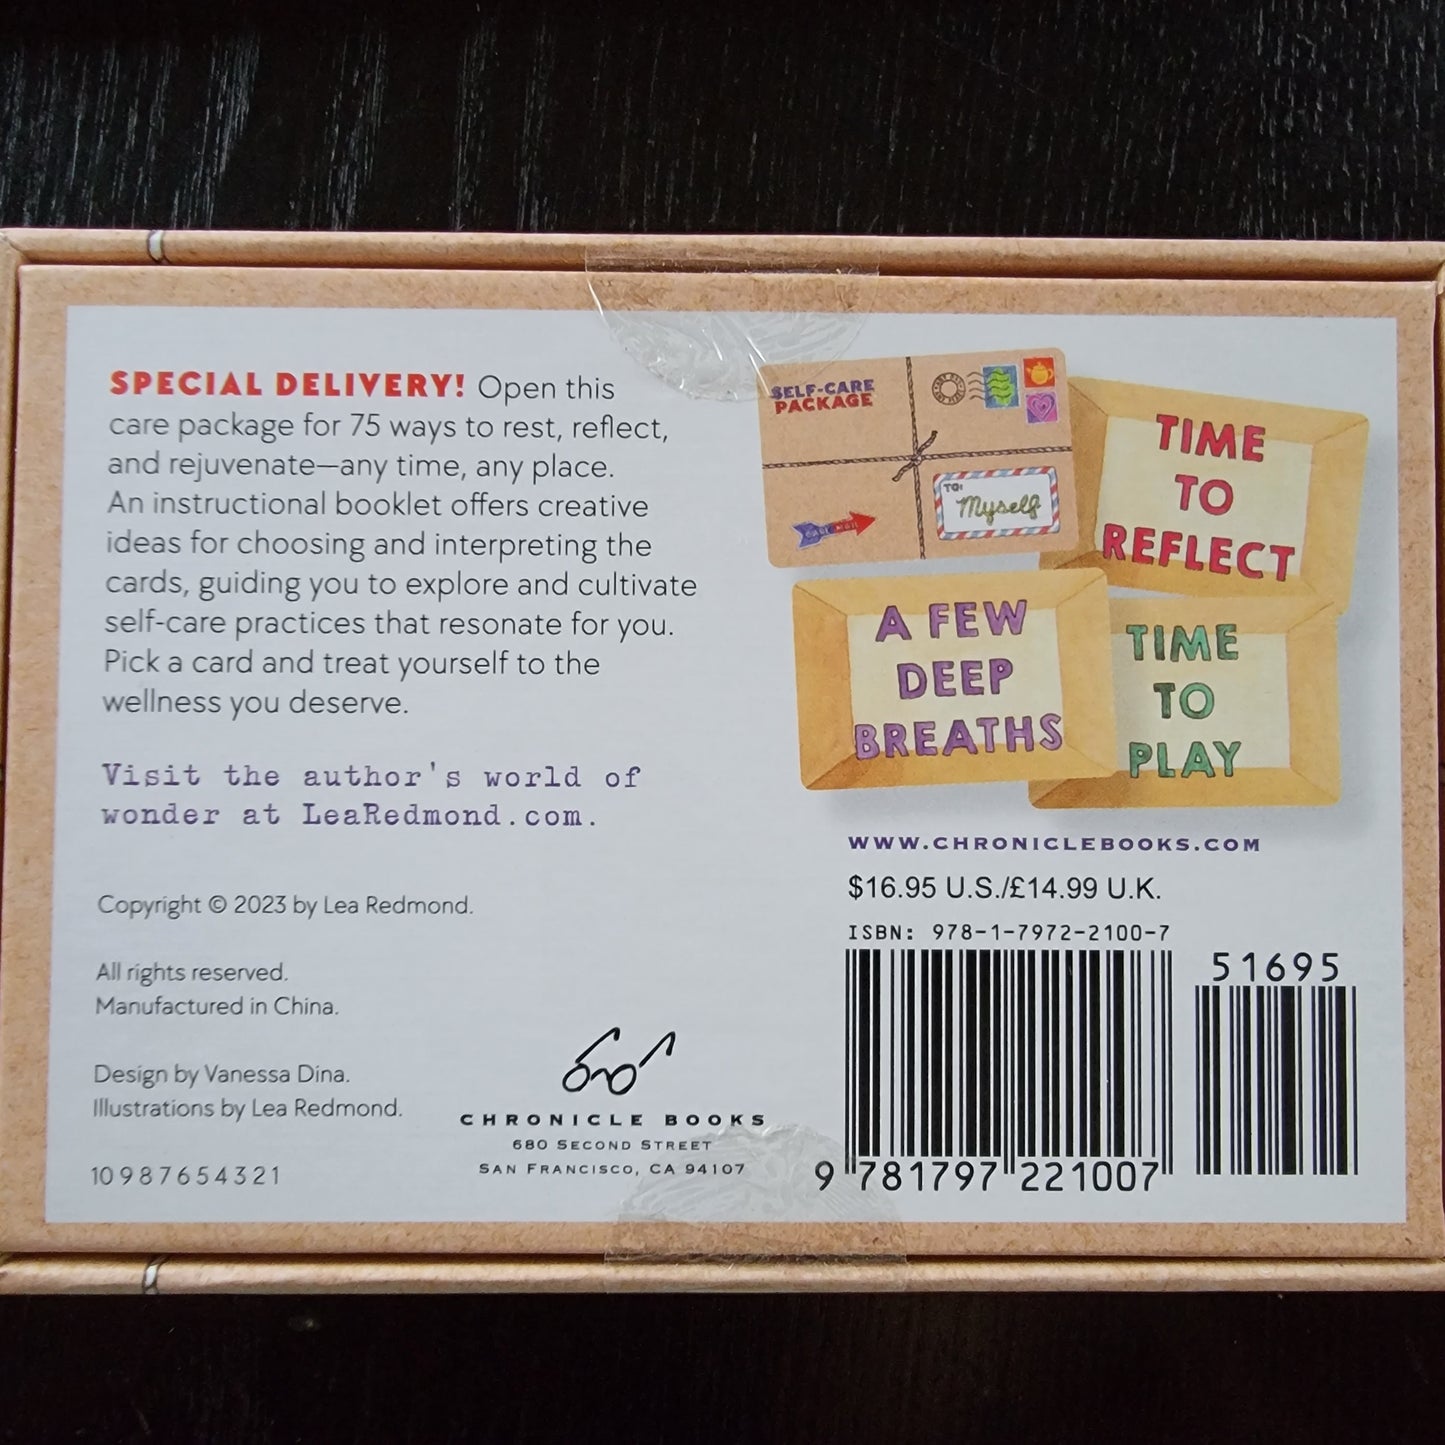 SPECIAL DELIVERY! Open this
care package for 75 ways to rest, reflect,
and rejuvenate—any time, any place.
An instructional booklet offers creative
ideas for choosing and interpreting the
cards, guiding you to explore and cultivate
self-care practices that resonate for you.
Pick a card and treat yourself to the
wellness you deserve.
Visit the author's world of
wonder at LeaRedmond.com.
Copyright © 2023 by Lea Redmond.
All rights reserved.
Manufactured in China.
Design by Vanessa Dina.
Illustrations by Lea Redmond.
10 9 8 7 6 5 4 3 2 1
CHRONICLE BOOKS
680 SECOND STREET
SAN FRANCISCO, CA 94107
SELF-CARE
PACKAGE
TO:
Myself
CARE MAIL
TIME
TO
REFLECT
A FEW
DEEP
BREATHS
TIME
TO
PLAY
WWW.CHRONICLEBOOKS.COM
$16.95 U.S./£14.99 U.K.
ISBN: 978-1-7972-2100-7
51695
9 781797 221007